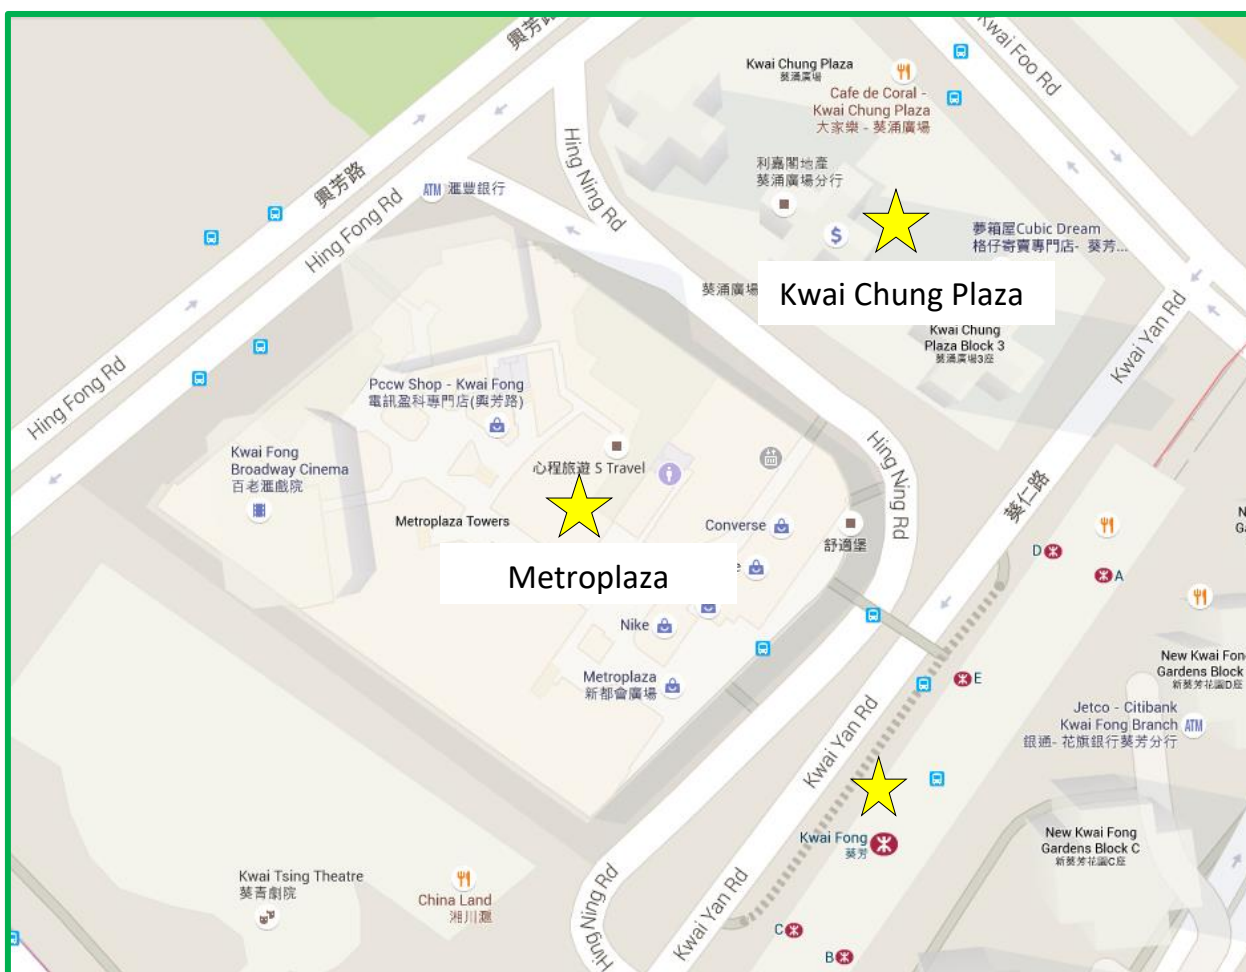 興芳路
Kwai Foo Rd
Kwai Chung Plaza
葵涌廣場
Cafe de Coral -
Kwai Chung Plaza
大家樂 - 葵涌廣場
Hing Ning Rd
利嘉閣地產
葵涌廣場分行
興芳路
ATM
滙豐銀行
Hing Fong Rd
$
夢箱屋Cubic Dream
格仔寄賣專門店- 葵芳...
葵涌廣場
Kwai Chung Plaza
Kwai Chung
Plaza Block 3
葵涌廣場3座
Kwai Yan Rd
Hing Fong Rd
Pccw Shop - Kwai Fong
電訊盈科專門店(興芳路)
Kwai Fong
Broadway Cinema
百老滙戲院
心程旅遊 S Travel
Hing Ning Rd
葵仁路
Metroplaza Towers
Converse
舒適堡
Metroplaza
e
D
A
Nike
Metroplaza
新都會廣場
E
New Kwai Fon
Gardens Block
新葵芳花園D座
Jetco - Citibank
Kwai Fong Branch
銀通- 花旗銀行葵芳分行
ATM
Kwai Yan Rd
Kwai Fong
葵芳
New Kwai Fong
Gardens Block C
新葵芳花園C座
Kwai Tsing Theatre
葵青劇院
China Land
湘川滬
Hing Ning Rd
Kwai Yan Rd
C
B